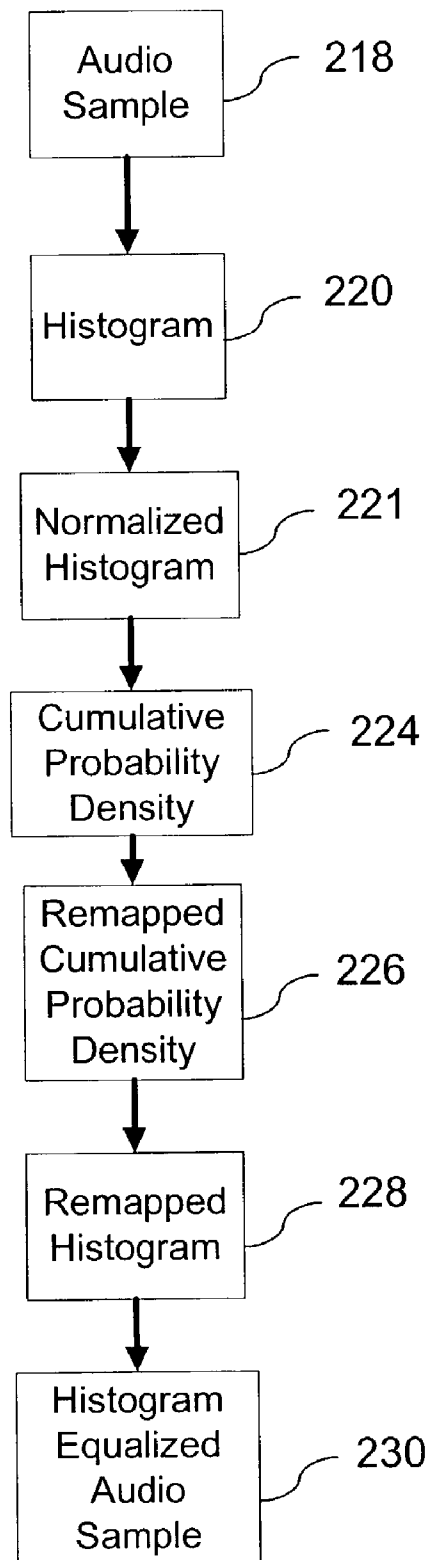 Audio
Sample
218
Histogram
220
Normalized
Histogram
221
Cumulative
Probability
Density
224
Remapped
Cumulative
Probability
Density
226
Remapped
Histogram
228
Histogram
Equalized
Audio
Sample
230